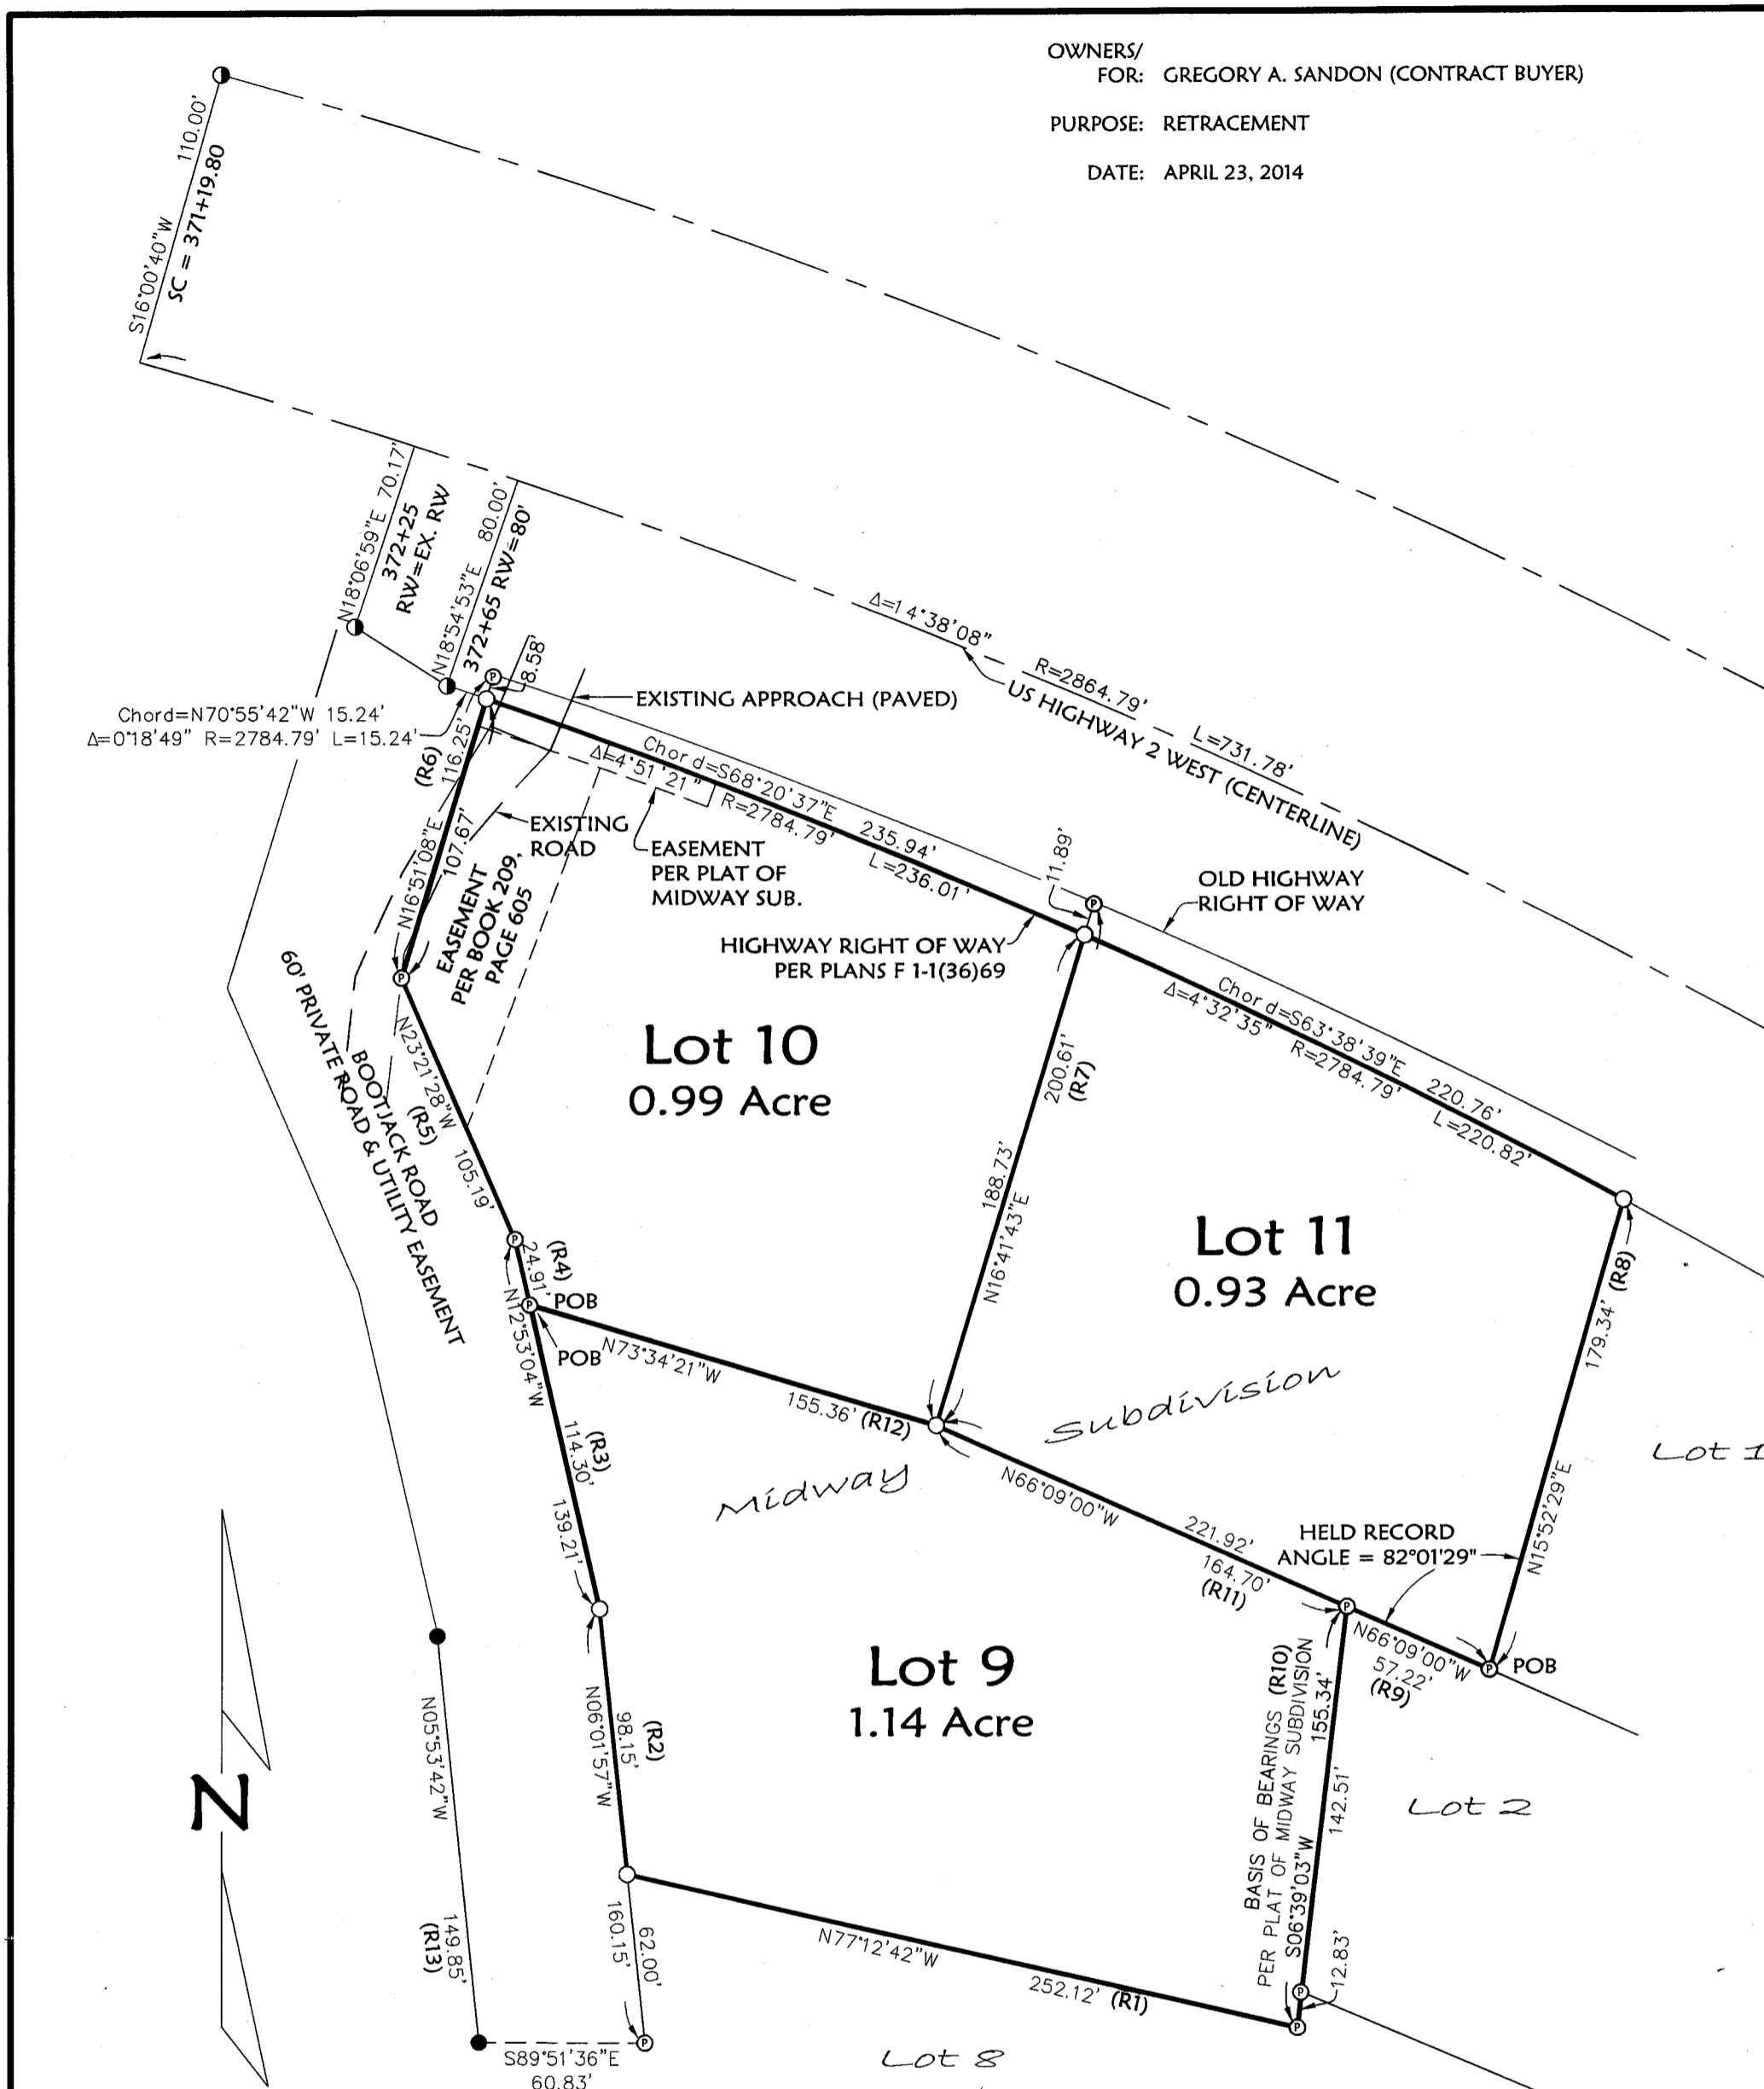 OWNERS/
FOR: GREGORY A. SANDON (CONTRACT BUYER)
PURPOSE: RETRACEMENT
DATE: APRIL 23, 2014
110.00'
S16°00'40"W
SC = 371+19.80
N18°06'59"E 70.17'
372+25
RW=EX. RW
N18°54'53"E 80.00'
372+65 RW=80'
8.58'
EXISTING APPROACH (PAVED)
Δ=14°38'08"
R=2864.79'
L=731.78'
US HIGHWAY 2 WEST (CENTERLINE)
Chord=N70°55'42"W 15.24'
Δ=0°18'49" R=2784.79' L=15.24'
(R6)
116.25'
N16°51'08"E
107.67'
Chord=S68°20'37"E 235.94'
Δ=4°51'21"
R=2784.79'
L=236.01'
EXISTING
ROAD
EASEMENT
PER PLAT OF
MIDWAY SUB.
EASEMENT
PER BOOK 209,
PAGE 605
11.89'
OLD HIGHWAY
RIGHT OF WAY
HIGHWAY RIGHT OF WAY
PER PLANS F 1-1(36)69
Chord=S63°38'39"E 220.76'
Δ=4°32'35"
R=2784.79'
L=220.82'
60' PRIVATE ROAD & UTILITY EASEMENT
BOOTJACK ROAD
N23°21'28"W
(R5)
105.19'
Lot 10
0.99 Acre
200.61'
(R7)
188.73'
N16°41'43"E
Lot 11
0.93 Acre
179.34' (R8)
N15°52'29"E
(R4)
24.91'
POB
N12°53'04"W
POB
N73°34'21"W
155.36' (R12)
Subdivision
Midway
Lot 1
(R3)
114.30'
139.21'
N66°09'00"W
221.92'
164.70'
(R11)
HELD RECORD
ANGLE = 82°01'29"
N66°09'00"W
57.22'
(R9)
POB
Lot 9
1.14 Acre
N06°01'57"W
98.15'
(R2)
N05°53'42"W
149.85'
(R13)
BASIS OF BEARINGS (R10)
PER PLAT OF MIDWAY SUBDIVISION
S06°39'03"W
155.34'
142.51'
12.83'
Lot 2
N
160.15'
62.00'
N77°12'42"W
252.12' (R1)
S89°51'36"E
60.83'
Lot 8
P
P
P
P
P
P
P
P
P
P